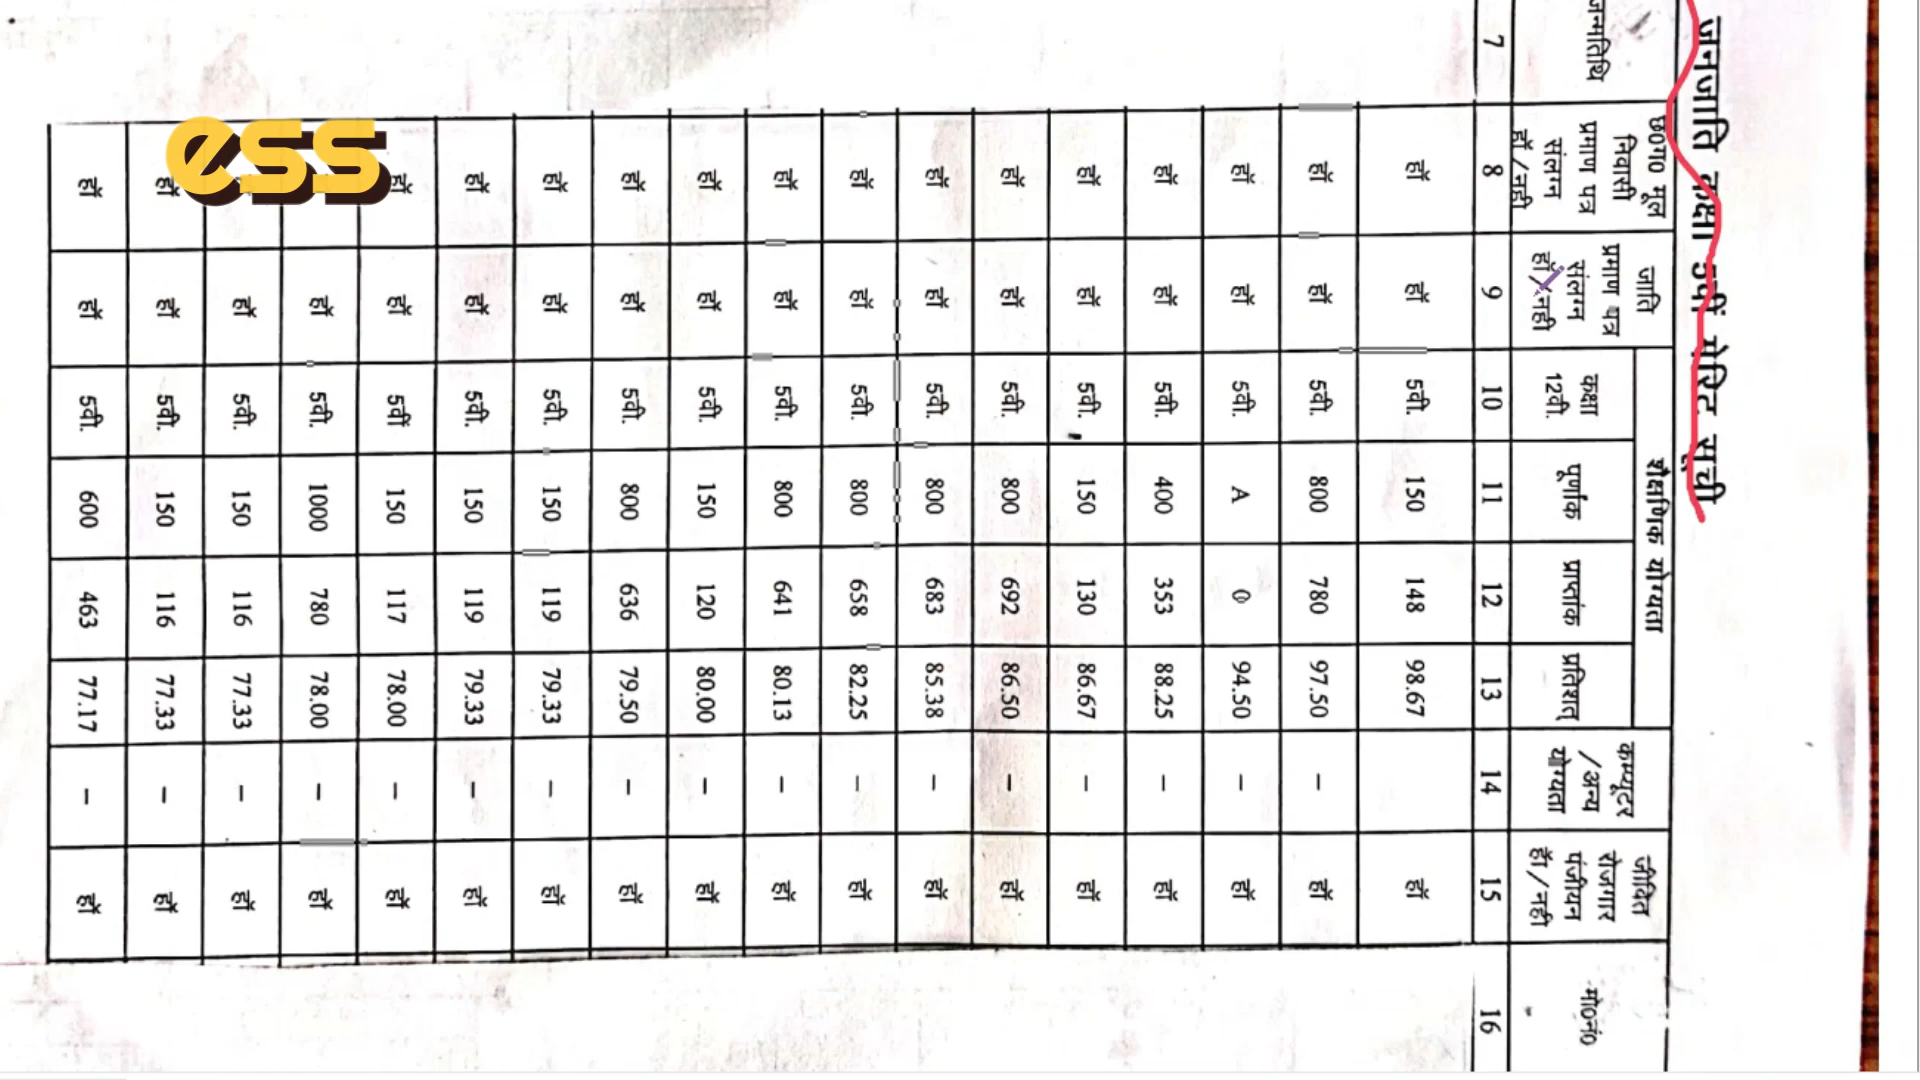 जनजाति कक्षा 5वीं मेरिट सूची
जन्मतिथि
छ0ग0 मूल
निवासी
प्रमाण पत्र
संलग्न
हॉ/नही
जाति
प्रमाण पत्र
संलग्न
हॉ/नही
शैक्षणिक योग्यता
कक्षा
12वी.
पूर्णांक
प्राप्तांक
प्रतिशत्
कम्प्यूटर
/अन्य
योग्यता
जीवित
रोजगार
पंजीयन
हॉ/नही
मो0नं0
7 8 9 10 11 12 13 14 15 16
हॉ हॉ 5वी. 150 148 98.67 हॉ
हॉ हॉ 5वी. 800 780 97.50 – हॉ
हॉ हॉ 5वी. A 0 94.50 – हॉ
हॉ हॉ 5वी. 400 353 88.25 – हॉ
हॉ हॉ 5वी. 150 130 86.67 – हॉ
हॉ हॉ 5वी. 800 692 86.50 – हॉ
हॉ हॉ 5वी. 800 683 85.38 – हॉ
हॉ हॉ 5वी. 800 658 82.25 – हॉ
हॉ हॉ 5वी. 800 641 80.13 – हॉ
हॉ हॉ 5वी. 150 120 80.00 – हॉ
हॉ हॉ 5वी. 800 636 79.50 – हॉ
हॉ हॉ 5वी. 150 119 79.33 – हॉ
हॉ हॉ 5वी. 150 119 79.33 – हॉ
हॉ हॉ 5वी 150 117 78.00 – हॉ
हॉ 5वी. 1000 780 78.00 – हॉ
हॉ 5वी. 150 116 77.33 – हॉ
हॉ हॉ 5वी. 150 116 77.33 – हॉ
हॉ हॉ 5वी. 600 463 77.17 – हॉ
ess